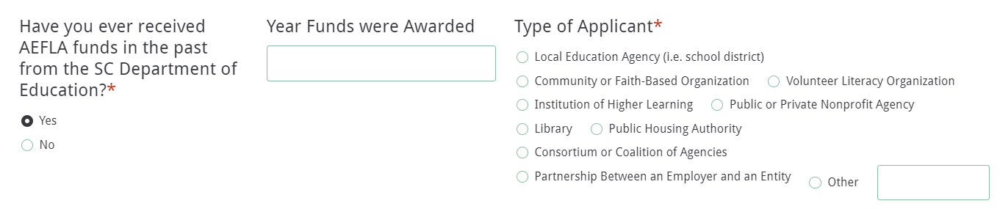 Have you ever received
AEFLA funds in the past
from the SC Department of
Education?*
Yes
No
Year Funds were Awarded
Type of Applicant*
Local Education Agency (i.e. school district)
Community or Faith-Based Organization
Volunteer Literacy Organization
Institution of Higher Learning
Public or Private Nonprofit Agency
Library
Public Housing Authority
Consortium or Coalition of Agencies
Partnership Between an Employer and an Entity
Other